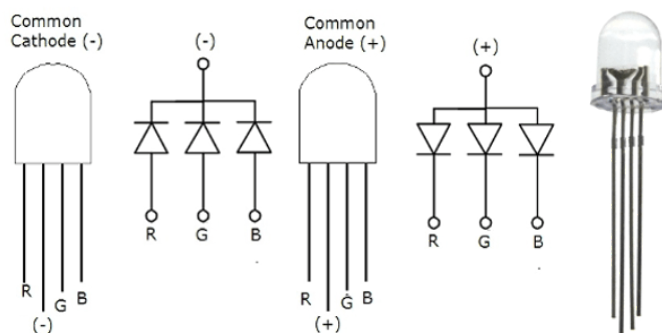 Common
Cathode (-)
(-)
Common
Anode (+)
(+)
R
G
B
R
G
B
R
G
B
(-)
R
G
B
(+)